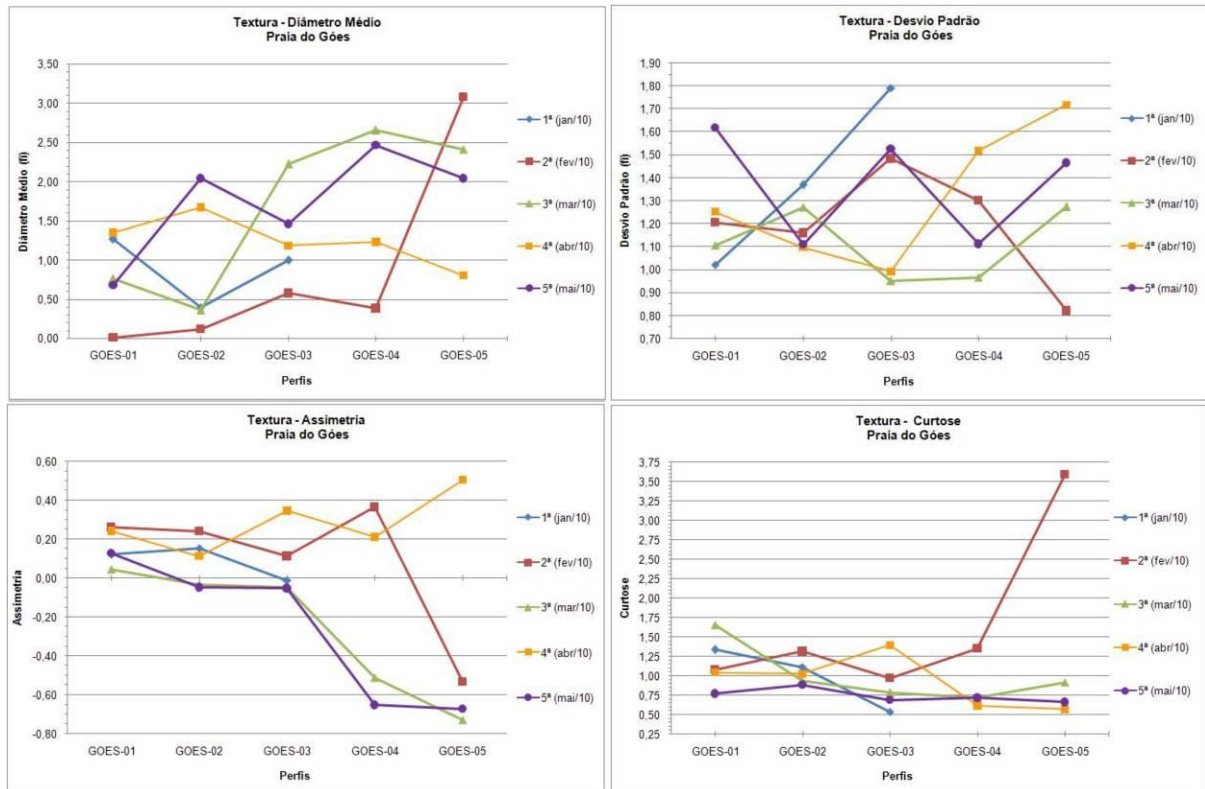 Textura - Diâmetro Médio
Praia do Góes
Diâmetro Médio (fi)
3,50
3,00
2,50
2,00
1,50
1,00
0,50
0,00
GOES-01 GOES-02 GOES-03 GOES-04 GOES-05
Perfis
1ª (jan/10)
2ª (fev/10)
3ª (mar/10)
4ª (abr/10)
5ª (mai/10)
Textura - Desvio Padrão
Praia do Góes
Desvio Padrão (fi)
1,90
1,80
1,70
1,60
1,50
1,40
1,30
1,20
1,10
1,00
0,90
0,80
0,70
GOES-01 GOES-02 GOES-03 GOES-04 GOES-05
Perfis
1ª (jan/10)
2ª (fev/10)
3ª (mar/10)
4ª (abr/10)
5ª (mai/10)
Textura - Assimetria
Praia do Góes
Assimetria
0,60
0,40
0,20
0,00
-0,20
-0,40
-0,60
-0,80
GOES-01 GOES-02 GOES-03 GOES-04 GOES-05
Perfis
1ª (jan/10)
2ª (fev/10)
3ª (mar/10)
4ª (abr/10)
5ª (mai/10)
Textura - Curtose
Praia do Góes
Curtose
3,75
3,50
3,25
3,00
2,75
2,50
2,25
2,00
1,75
1,50
1,25
1,00
0,75
0,50
0,25
GOES-01 GOES-02 GOES-03 GOES-04 GOES-05
Perfis
1ª (jan/10)
2ª (fev/10)
3ª (mar/10)
4ª (abr/10)
5ª (mai/10)